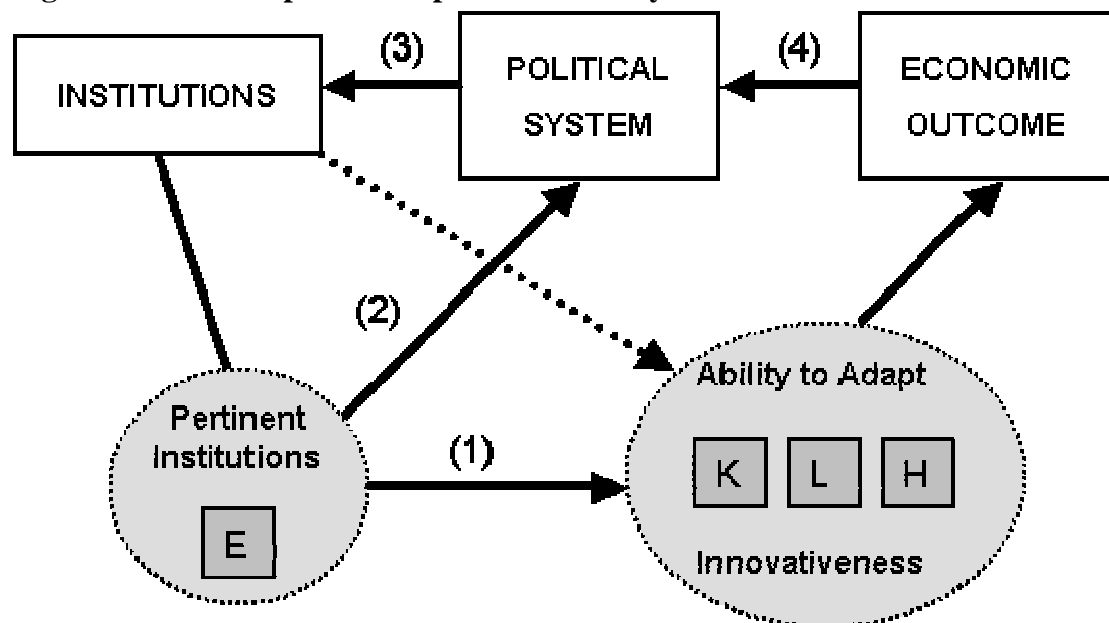 (3)
(4)
INSTITUTIONS
POLITICAL
SYSTEM
ECONOMIC
OUTCOME
(2)
(1)
Pertinent
Institutions
E
Ability to Adapt
K L H
Innovativeness